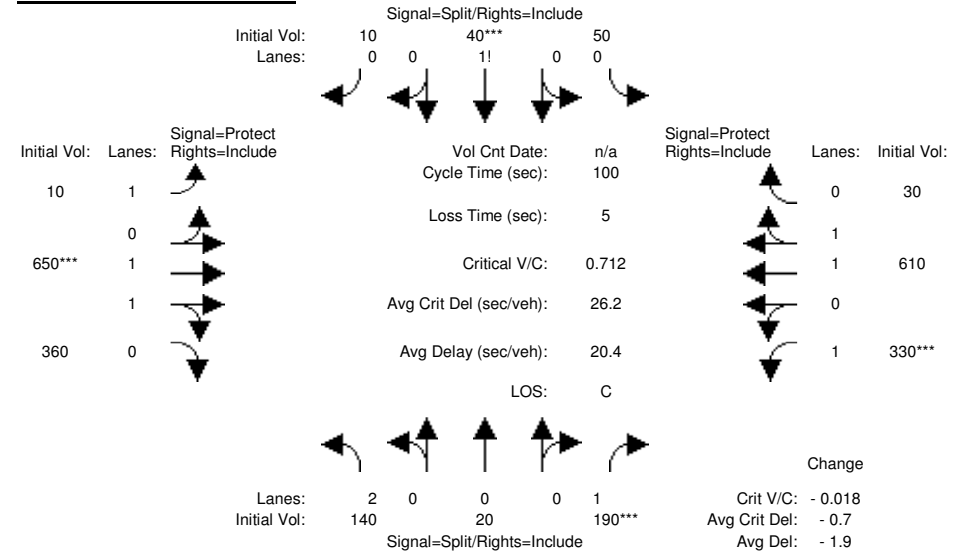 Signal=Split/Rights=Include
Initial Vol: 10 40*** 50
Lanes: 0 0 1! 0 0
Signal=Protect Signal=Protect
Initial Vol: Lanes: Rights=Include Vol Cnt Date: n/a Rights=Include Lanes: Initial Vol:
Cycle Time (sec): 100
10 1 0 30
Loss Time (sec): 5
0 1
650*** 1 Critical V/C: 0.712 1 610
1 Avg Crit Del (sec/veh): 26.2 0
360 0 Avg Delay (sec/veh): 20.4 1 330***
LOS: C
Change
Lanes: 2 0 0 0 1 Crit V/C: - 0.018
Initial Vol: 140 20 190*** Avg Crit Del: - 0.7
Signal=Split/Rights=Include Avg Del: - 1.9